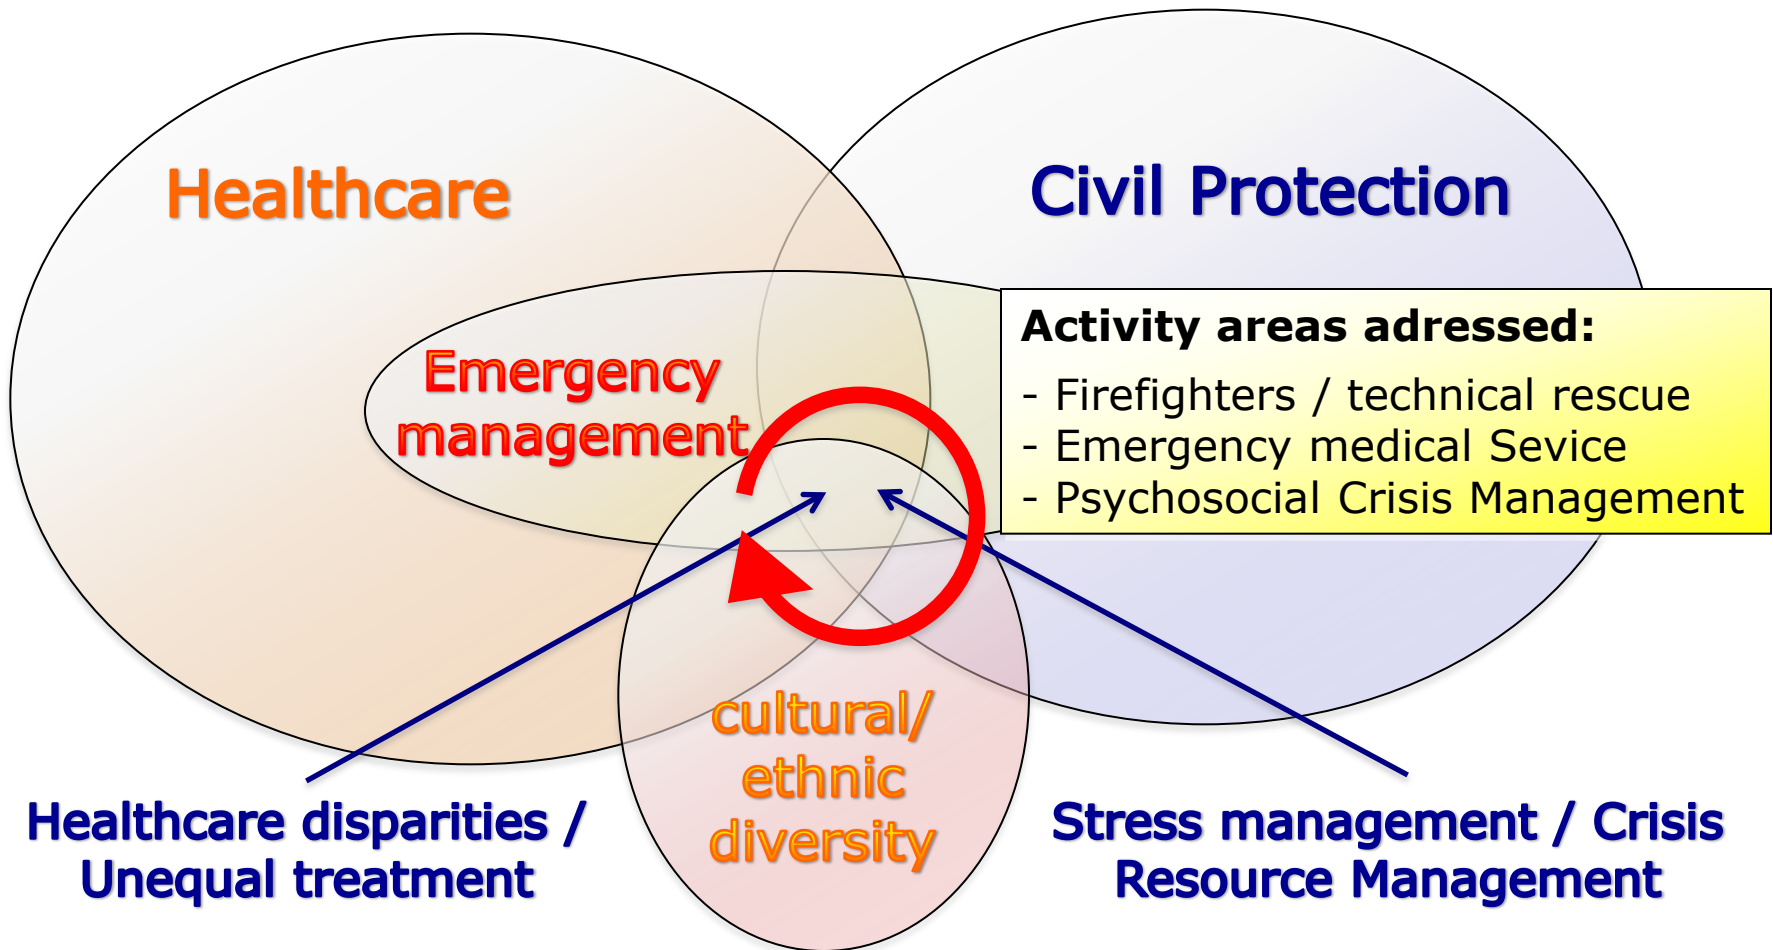 Healthcare
Civil Protection
Emergency
management
Activity areas adressed:
- Firefighters / technical rescue
- Emergency medical Sevice
- Psychosocial Crisis Management
cultural/
ethnic
diversity
Healthcare disparities /
Unequal treatment
Stress management / Crisis
Resource Management